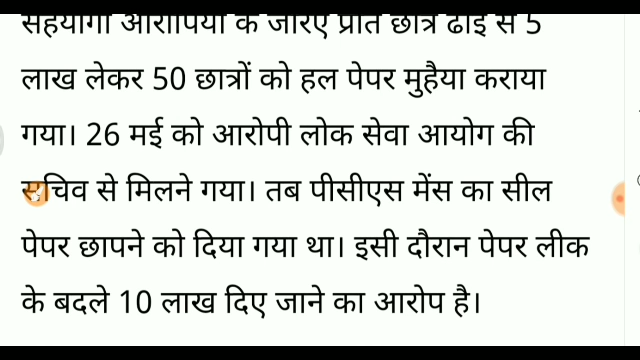 सहयोगी आरोपियों के जरिए प्रति छात्र ढाई से 5
लाख लेकर 50 छात्रों को हल पेपर मुहैया कराया
गया। 26 मई को आरोपी लोक सेवा आयोग की
सचिव से मिलने गया। तब पीसीएस मेंस का सील
पेपर छापने को दिया गया था। इसी दौरान पेपर लीक
के बदले 10 लाख दिए जाने का आरोप है।